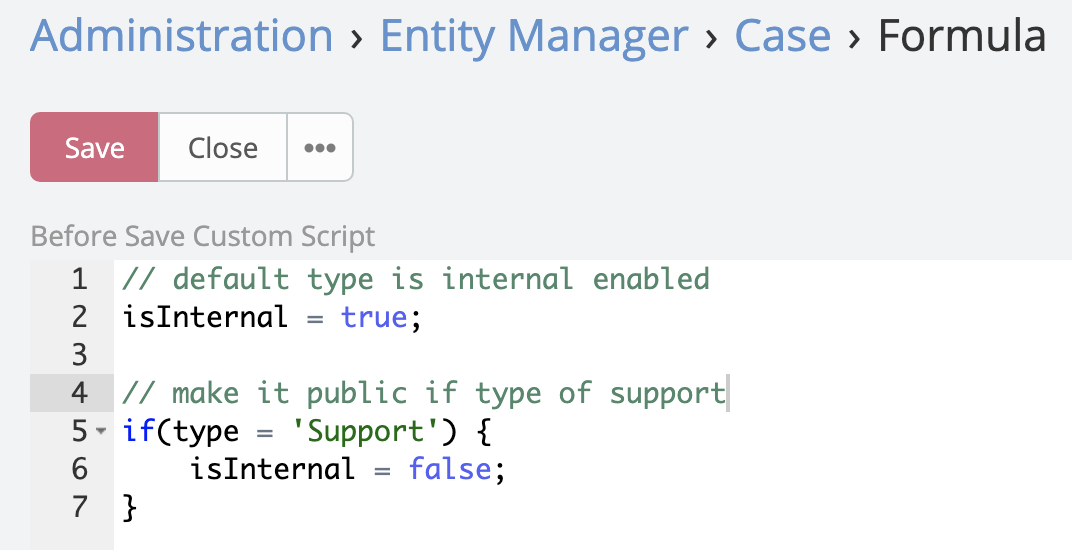 Administration › Entity Manager › Case › Formula
Save Close •••
Before Save Custom Script
1 // default type is internal enabled
2 isInternal = true;
3
4 // make it public if type of support
5 if(type = 'Support') {
6     isInternal = false;
7 }